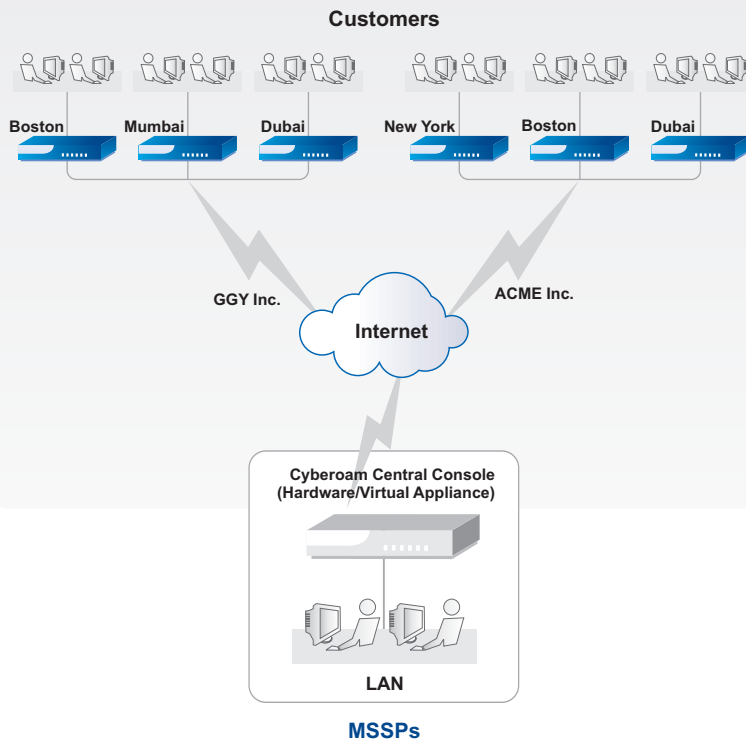 Customers
Boston
Mumbai
Dubai
New York
Boston
Dubai
GGY Inc.
ACME Inc.
Internet
Cyberoam Central Console
(Hardware/Virtual Appliance)
LAN
MSSPs